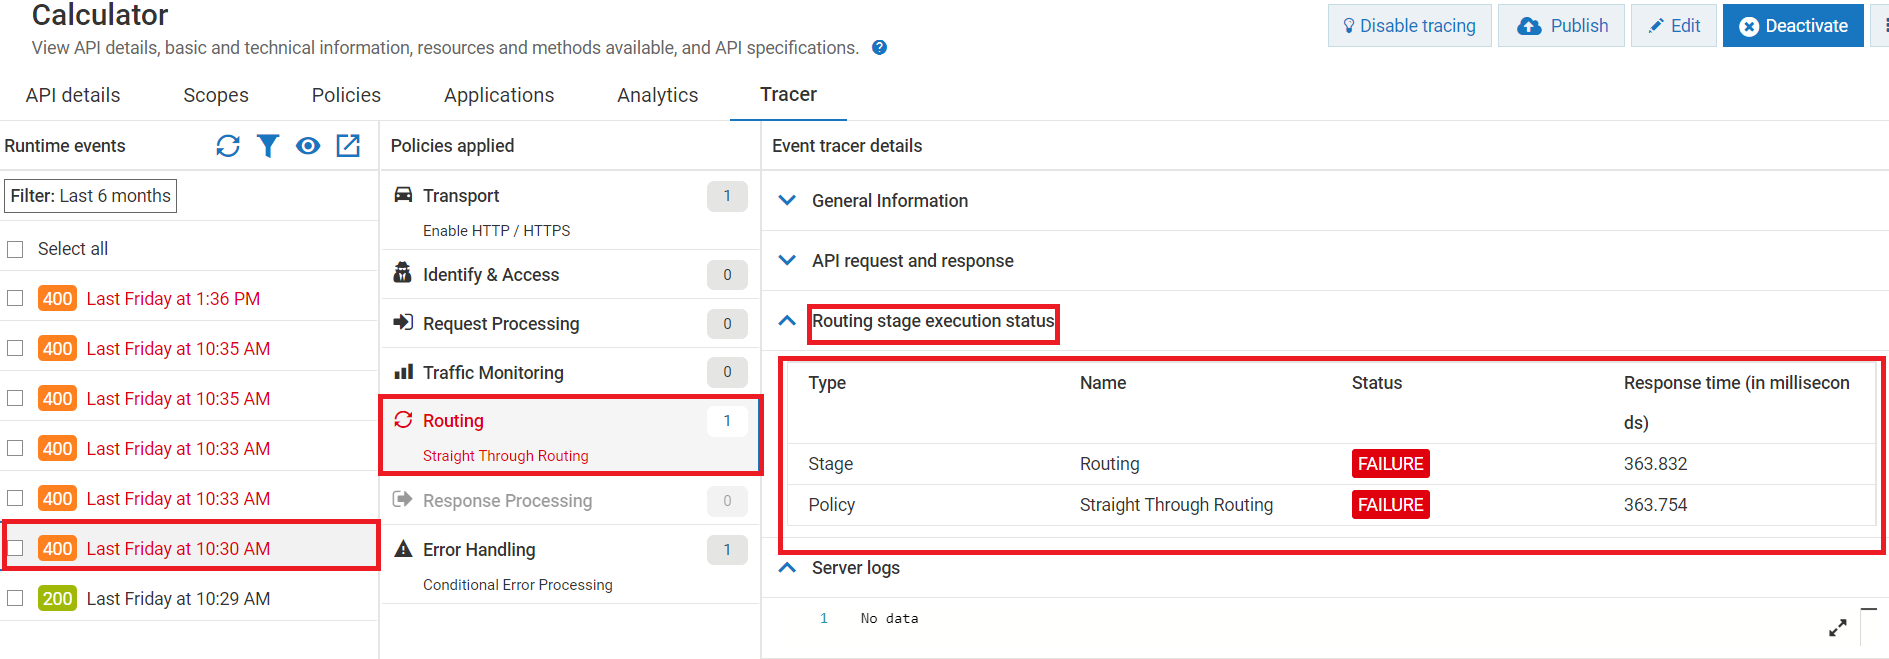 Calculator
View API details, basic and technical information, resources and methods available, and API specifications. ?
Disable tracing
Publish
Edit
Deactivate
API details
Scopes
Policies
Applications
Analytics
Tracer
Runtime events
Filter: Last 6 months
Select all
400 Last Friday at 1:36 PM
400 Last Friday at 10:35 AM
400 Last Friday at 10:35 AM
400 Last Friday at 10:33 AM
400 Last Friday at 10:33 AM
400 Last Friday at 10:30 AM
200 Last Friday at 10:29 AM
Policies applied
Transport 1
Enable HTTP / HTTPS
Identify & Access 0
Request Processing 0
Traffic Monitoring 0
Routing 1
Straight Through Routing
Response Processing 0
Error Handling 1
Conditional Error Processing
Event tracer details
General Information
API request and response
Routing stage execution status
Type Name Status Response time (in millisecon
ds)
Stage Routing FAILURE 363.832
Policy Straight Through Routing FAILURE 363.754
Server logs
1 No data